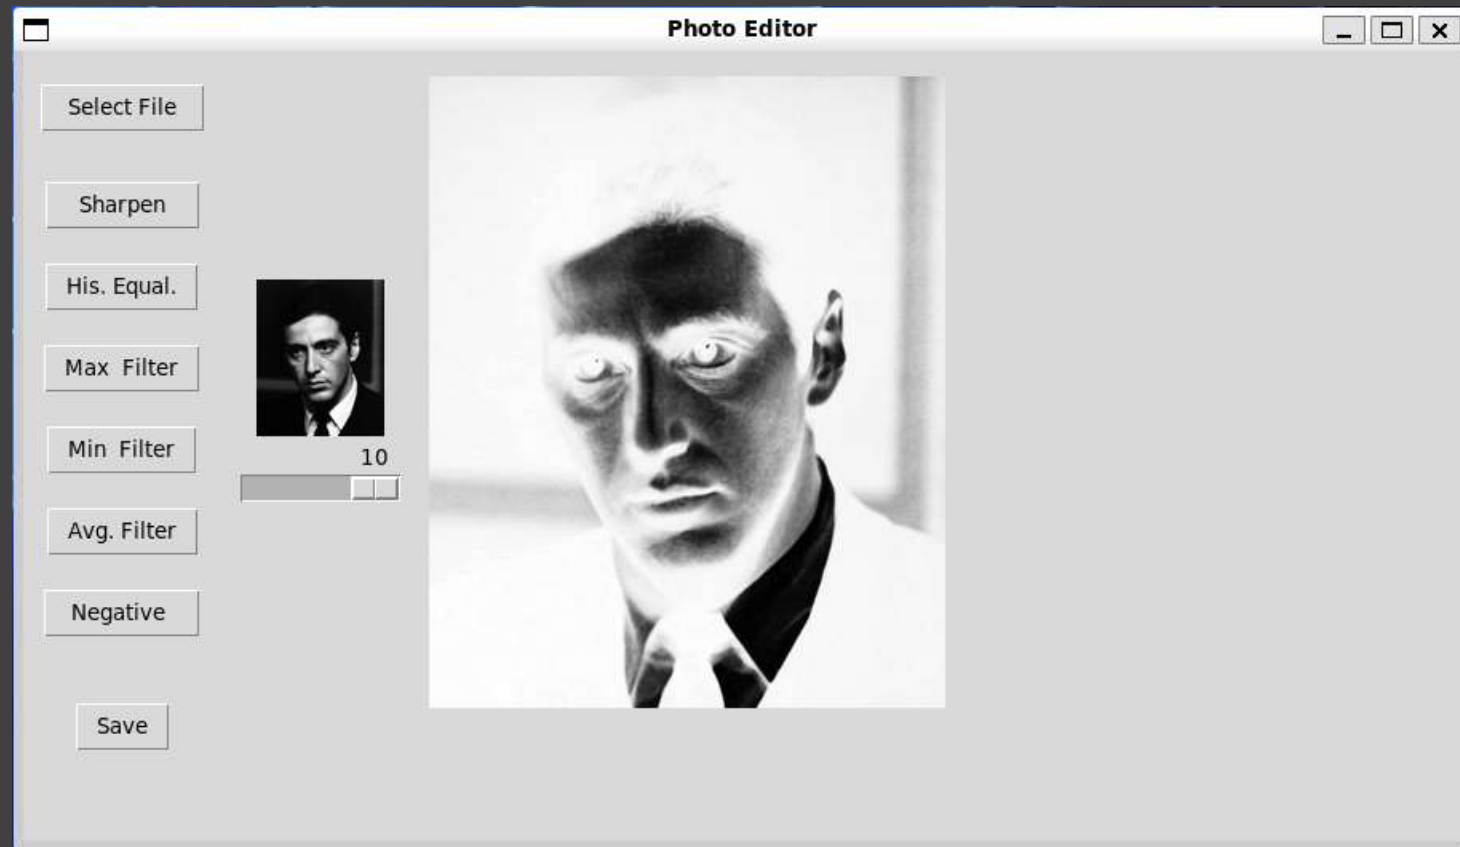 Photo Editor
Select File
Sharpen
His. Equal.
Max  Filter
Min  Filter
10
Avg. Filter
Negative
Save